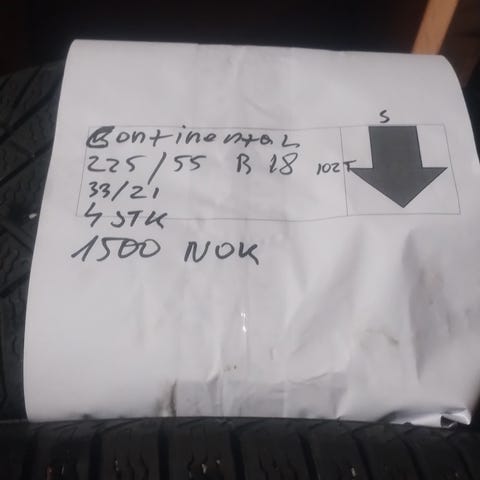 Continental
S
225/55 R 18 102T
33/21
4 STK
1500 NOK